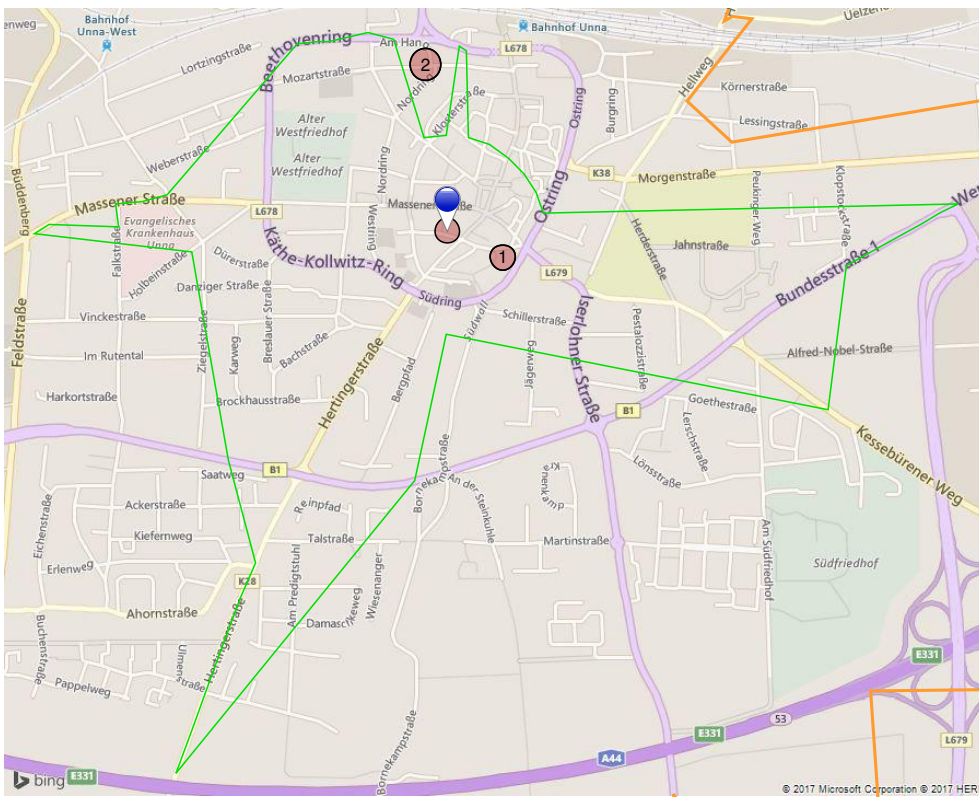 Bahnhof
Unna-West
Bahnhof Unna
Uelzener
Lortzingstraße
Beethovenring
Am Han
L678
Mozartstraße
2
Nordring
Klosterstraße
Burgring
Ostring
Hellweg
Körnerstraße
Lessingstraße
Alter
Westfriedhof
Alter
Westfriedhof
Weberstraße
Nordring
K38
Morgenstraße
Büddenberg
Massener Straße
L678
Westring
Massener Straße
Ostring
Peukinger Weg
Klopstockstraße
Evangelisches
Krankenhaus
Unna
Falkstraße
Holbeinstraße
Dürerstraße
Käthe-Kollwitz-Ring
1
Herderstraße
Jahnstraße
Bundesstraße 1
L679
Danziger Straße
Südring
Südwall
Iserlohner Straße
Vinckestraße
Feldstraße
Ziegelstraße
Karweg
Breslauer Straße
Bachstraße
Schillerstraße
Pestalozzistraße
Im Rutental
Hertingerstraße
Bergpfad
Jägerweg
Alfred-Nobel-Straße
Harkortstraße
Brockhausstraße
Goethestraße
B1
Lerschstraße
Kessebürener Weg
Saatweg
B1
Bornekampstraße
An der Steinkuhle
Lönsstraße
Ackerstraße
Reinpfad
Eichenstraße
Kiefernweg
Talstraße
Martinstraße
Am Südfriedhof
Südfriedhof
Erlenweg
K28
Am Predigtstuhl
Wiesenanger
Ahornstraße
Hertingerstraße
Buchenstraße
Ulmenstraße
Pappelweg
Bornekampstraße
E331
53
E331
L679
A44
bing
E331
© 2017 Microsoft Corporation © 2017 HER